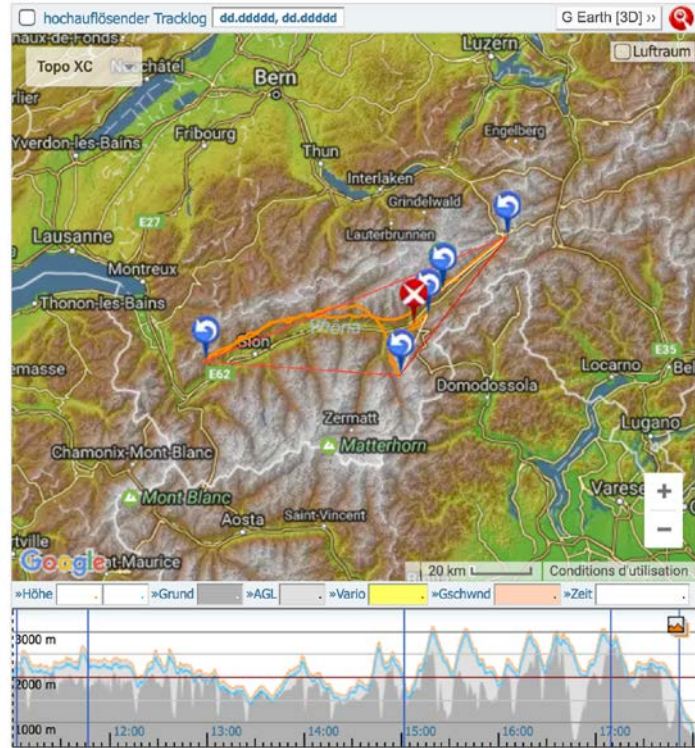 hochauflösender Tracklog dd.ddddd, dd.ddddd G Earth [3D] ››
Luzern
Topo XC
Luftraum
Bern
Engelberg
Yverdon-les-Bains
Fribourg
Thun
Interlaken
E27
Grindelwald
Lausanne
Lauterbrunnen
Montreux
Thonon-les-Bains
Sion
E62
E35
Locarno
Domodossola
Zermatt
Lugano
Chamonix-Mont-Blanc
Matterhorn
Mont Blanc
Varese
+
Aosta
Saint-Vincent
−
Google
20 km
Conditions d'utilisation
»Höhe . . »Grund . »AGL . »Vario . »Gschwnd . »Zeit .
3000 m
2000 m
1000 m
12:00 13:00 14:00 15:00 16:00 17:00